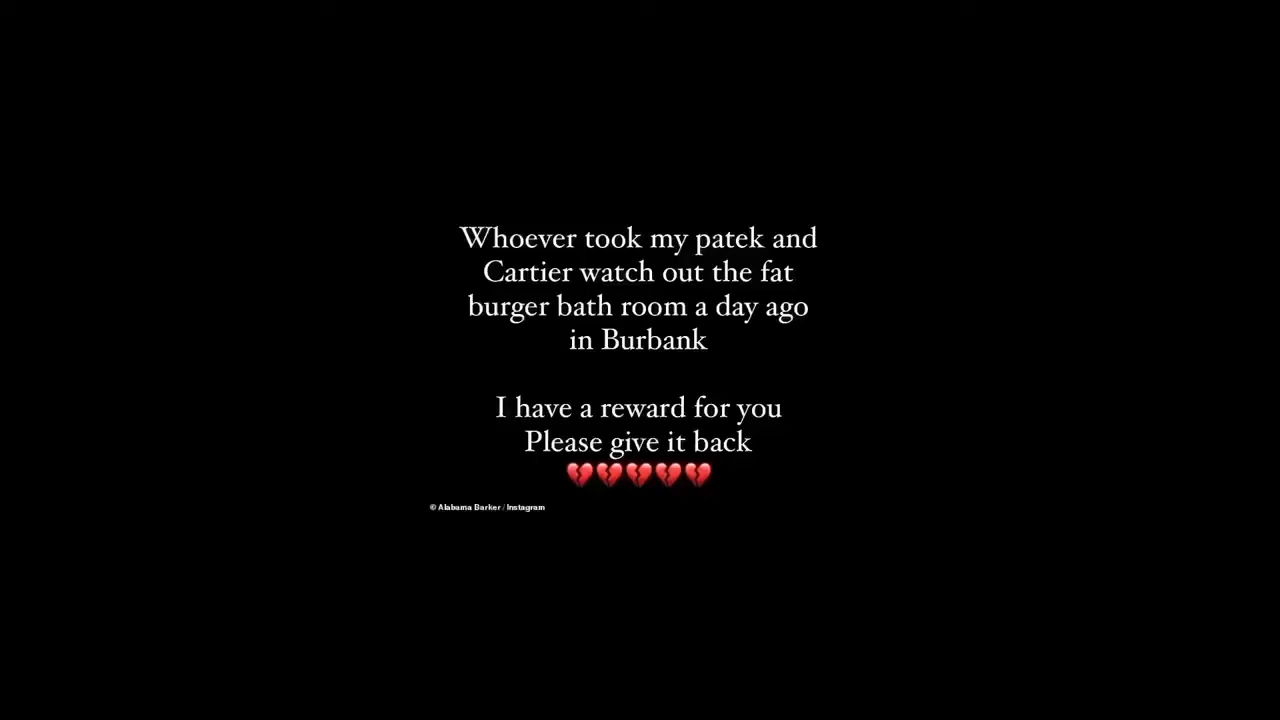 Whoever took my patek and
Cartier watch out the fat
burger bath room a day ago
in Burbank
I have a reward for you
Please give it back
💔💔💔💔💔
© Alabama Barker / Instagram